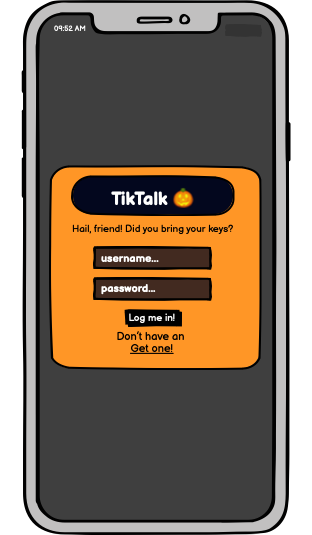 09:52 AM
TikTalk 🎃
Hail, friend! Did you bring your keys?
username...
password...
Log me in!
Don't have an
Get one!